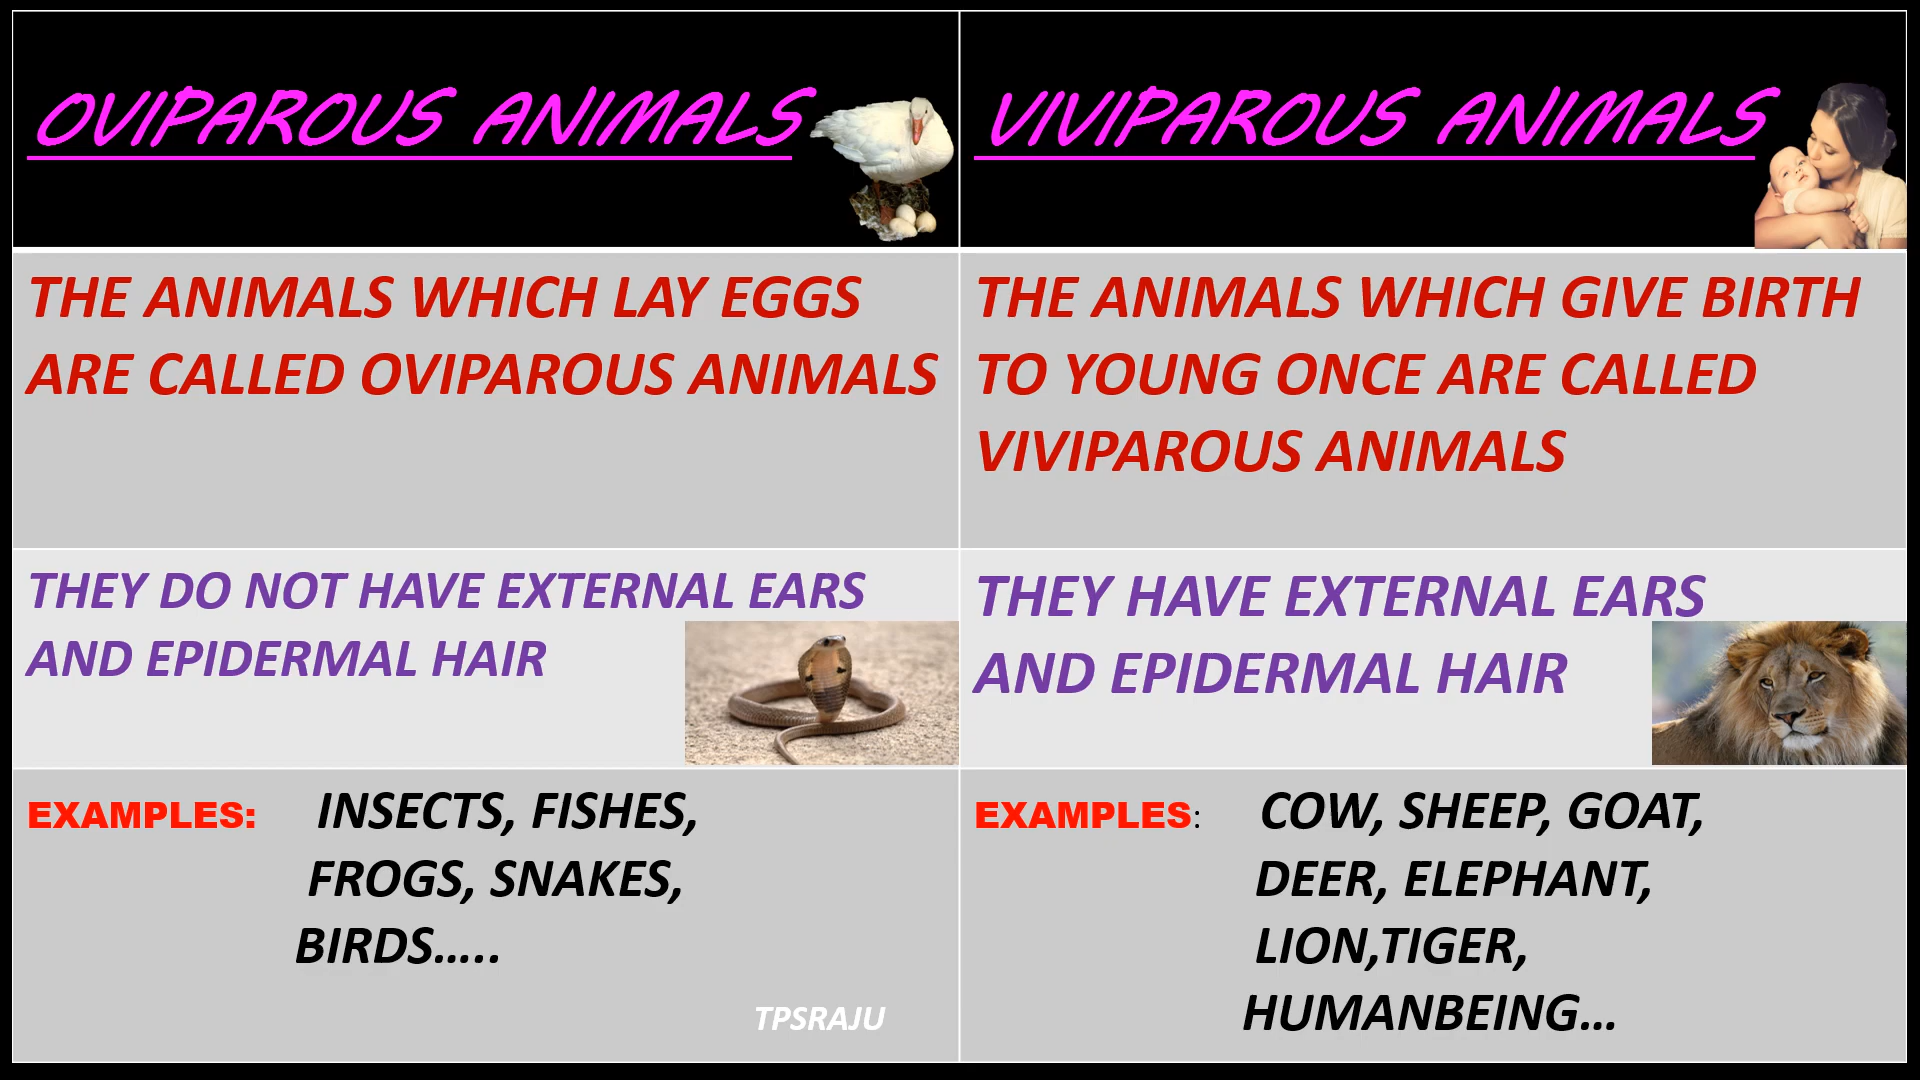 OVIPAROUS ANIMALS
VIVIPAROUS ANIMALS
THE ANIMALS WHICH LAY EGGS
ARE CALLED OVIPAROUS ANIMALS
THE ANIMALS WHICH GIVE BIRTH
TO YOUNG ONCE ARE CALLED
VIVIPAROUS ANIMALS
THEY DO NOT HAVE EXTERNAL EARS
AND EPIDERMAL HAIR
THEY HAVE EXTERNAL EARS
AND EPIDERMAL HAIR
EXAMPLES: INSECTS, FISHES,
FROGS, SNAKES,
BIRDS…..
TPSRAJU
EXAMPLES: COW, SHEEP, GOAT,
DEER, ELEPHANT,
LION,TIGER,
HUMANBEING…